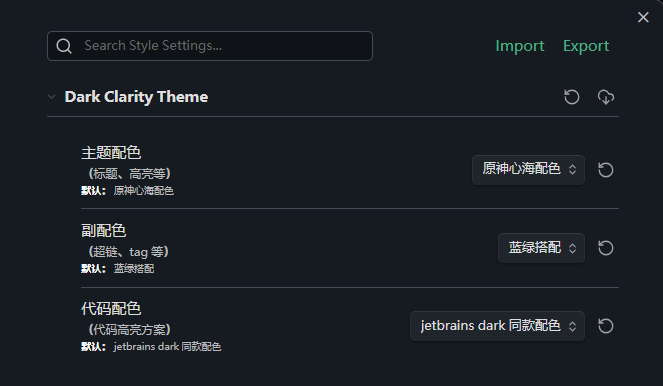 Search Style Settings...
Import Export
Dark Clarity Theme
主题配色
（标题、高亮等）
默认： 原神心海配色
原神心海配色
副配色
（超链、tag 等）
默认： 蓝绿搭配
蓝绿搭配
代码配色
（代码高亮方案）
默认： jetbrains dark 同款配色
jetbrains dark 同款配色